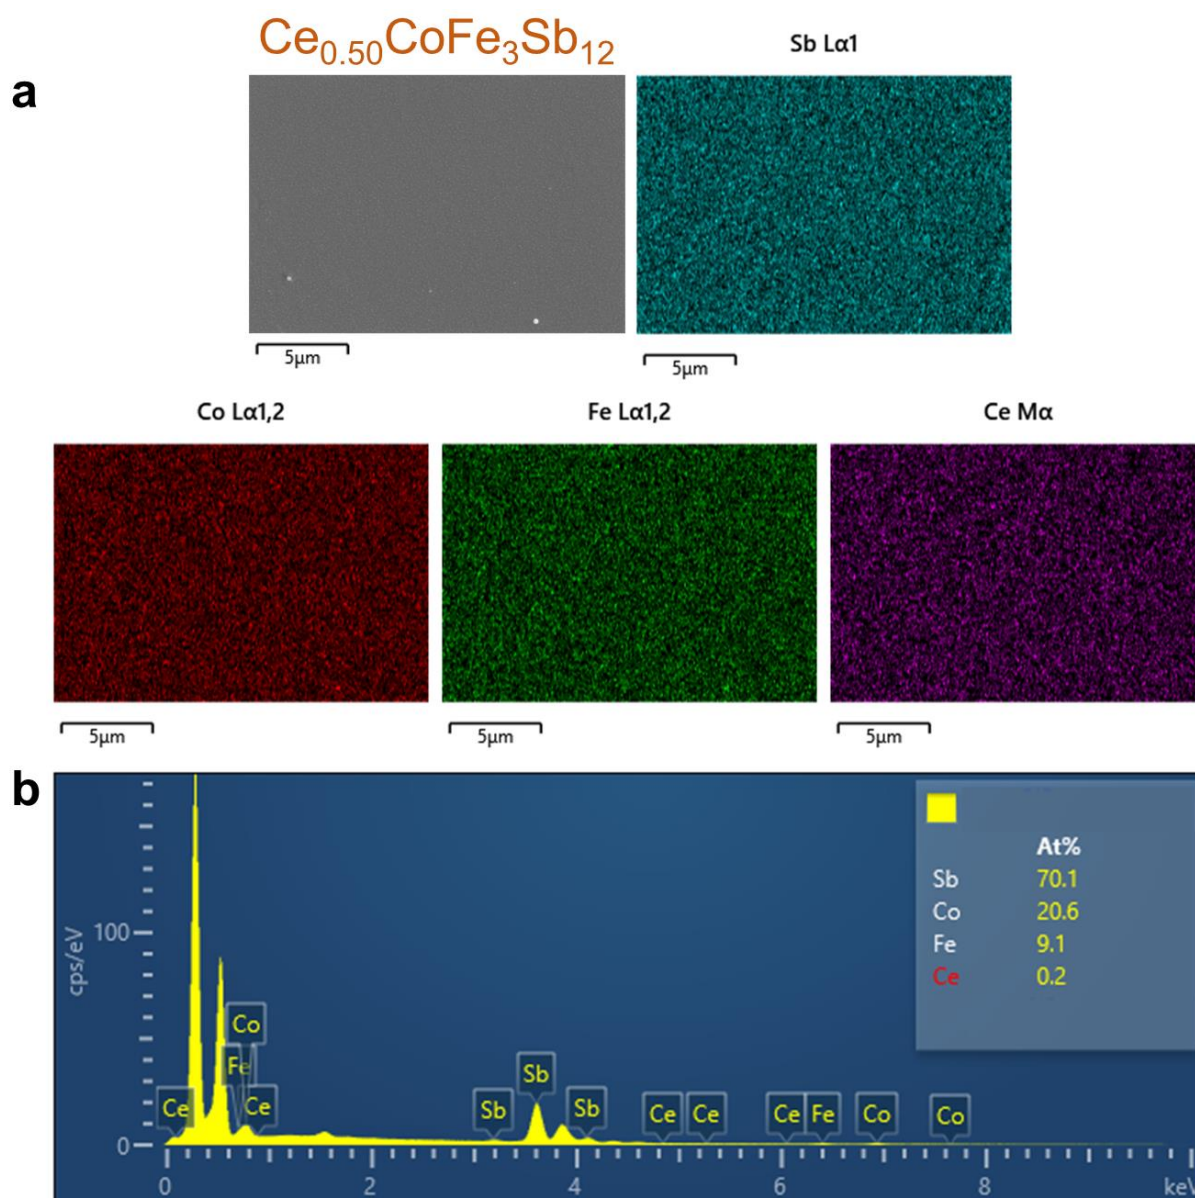 Ce₀.₅₀CoFe₃Sb₁₂
Sb Lα1
a
5μm
5μm
Co Lα1,2
Fe Lα1,2
Ce Mα
5μm
5μm
5μm
b
At%
Sb 70.1
Co 20.6
Fe 9.1
Ce 0.2
cps/eV
100
0
Co
Fe
Ce
Ce
Sb
Sb
Sb
Ce
Ce
Ce
Fe
Co
Co
0 2 4 6 8 keV